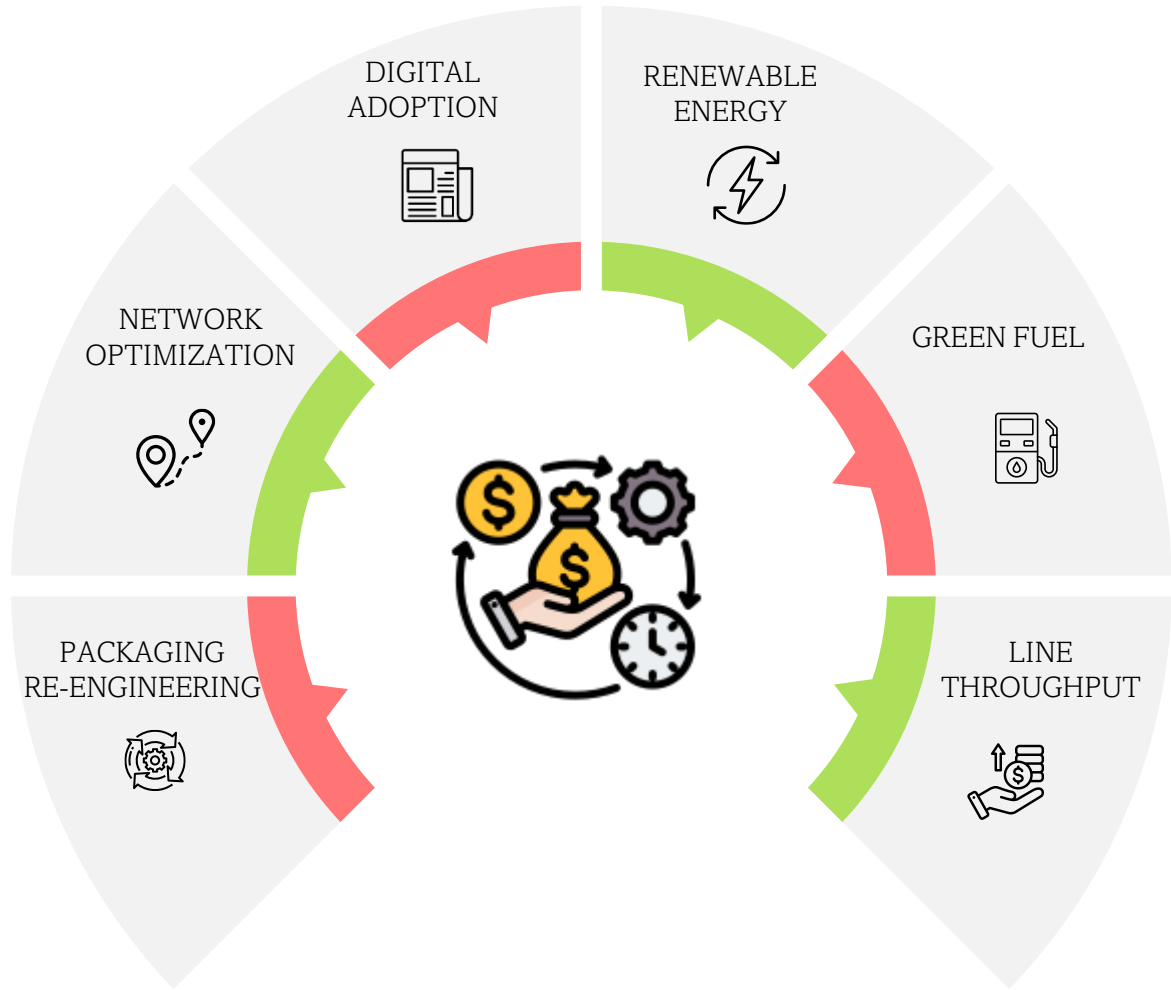 DIGITAL
ADOPTION
RENEWABLE
ENERGY
NETWORK
OPTIMIZATION
GREEN FUEL
PACKAGING
RE-ENGINEERING
LINE
THROUGHPUT
$
$
$